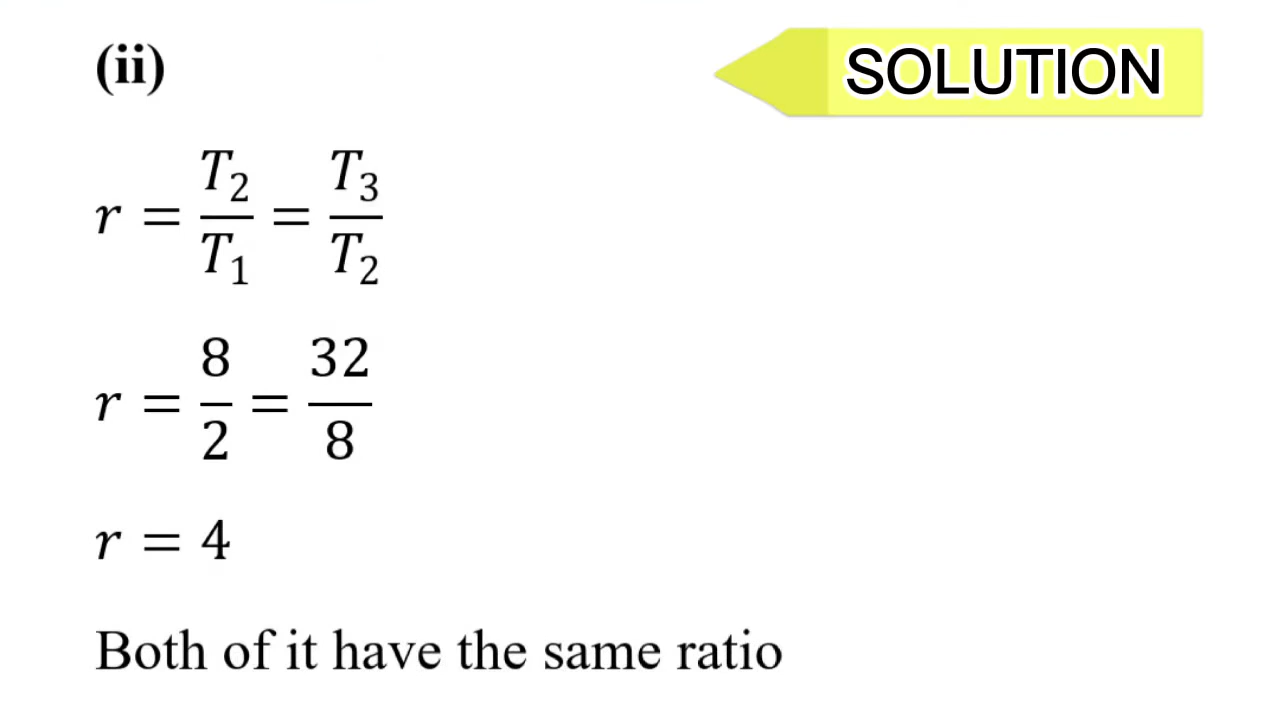 (ii)
SOLUTION
r = T₂/T₁ = T₃/T₂
r = 8/2 = 32/8
r = 4
Both of it have the same ratio